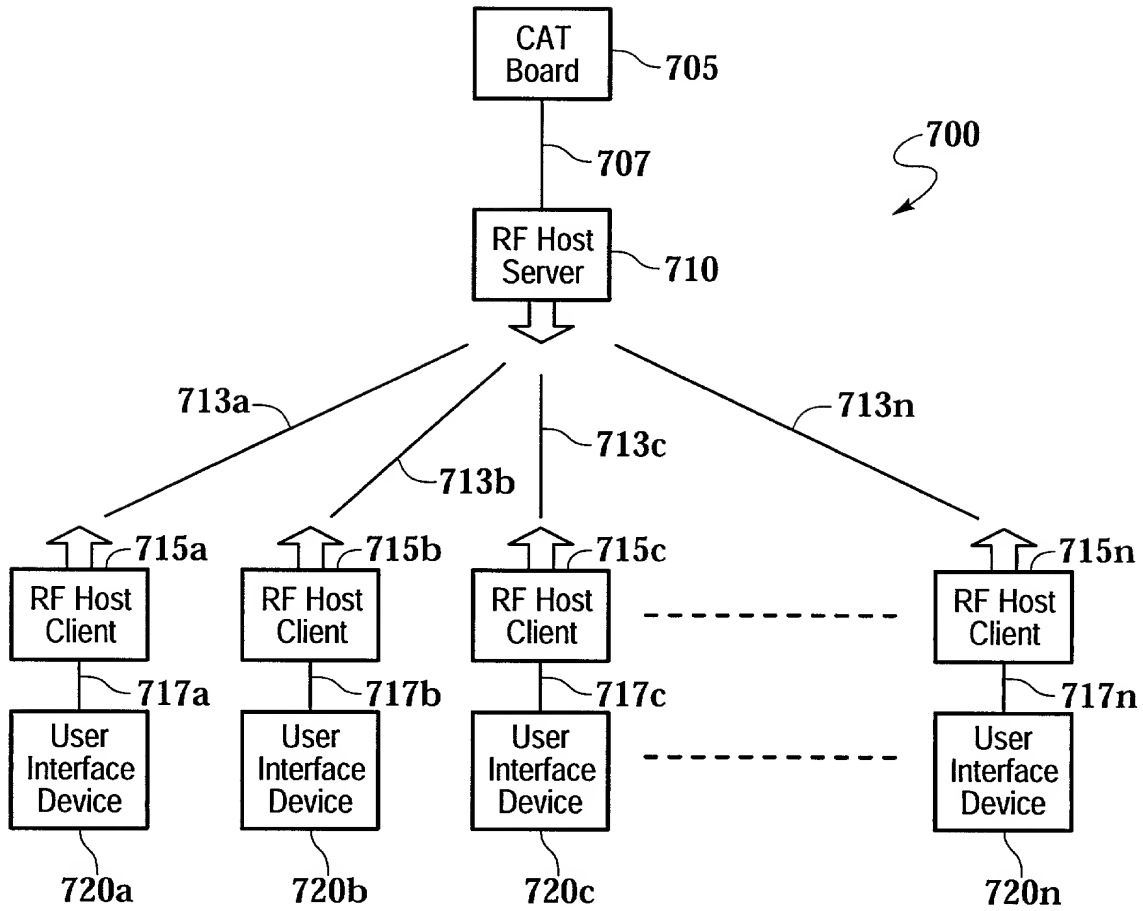 CAT
Board
705
707
700
RF Host
Server
710
713a
713b
713c
713n
715a
715b
715c
715n
RF Host
Client
RF Host
Client
RF Host
Client
RF Host
Client
717a
717b
717c
717n
User
Interface
Device
User
Interface
Device
User
Interface
Device
User
Interface
Device
720a
720b
720c
720n